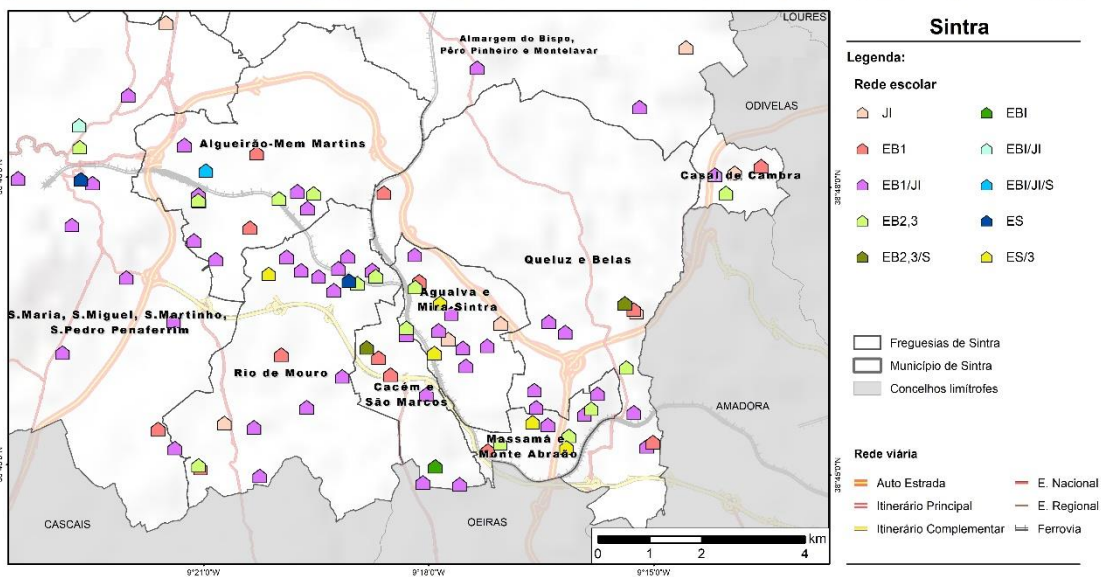 LOURES
Almargem do Bispo,
Pêro Pinheiro e Montelavar
ODIVELAS
Algueirão-Mem Martins
Casal de Cambra
Queluz e Belas
Agualva e
Mira-Sintra
S.Maria, S.Miguel, S.Martinho,
S.Pedro Penaferrim
Rio de Mouro
Cacém e
São Marcos
AMADORA
Massamá e
Monte Abraão
CASCAIS
OEIRAS
km
0 1 2 4
9°21'0"W 9°18'0"W 9°15'0"W
38°48'0"N
38°45'0"N
Sintra
Legenda:
Rede escolar
JI EBI
EB1 EBI/JI
EB1/JI EBI/JI/S
EB2,3 ES
EB2,3/S ES/3
Freguesias de Sintra
Município de Sintra
Concelhos limítrofes
Rede viária
Auto Estrada E. Nacional
Itinerário Principal E. Regional
Itinerário Complementar Ferrovia